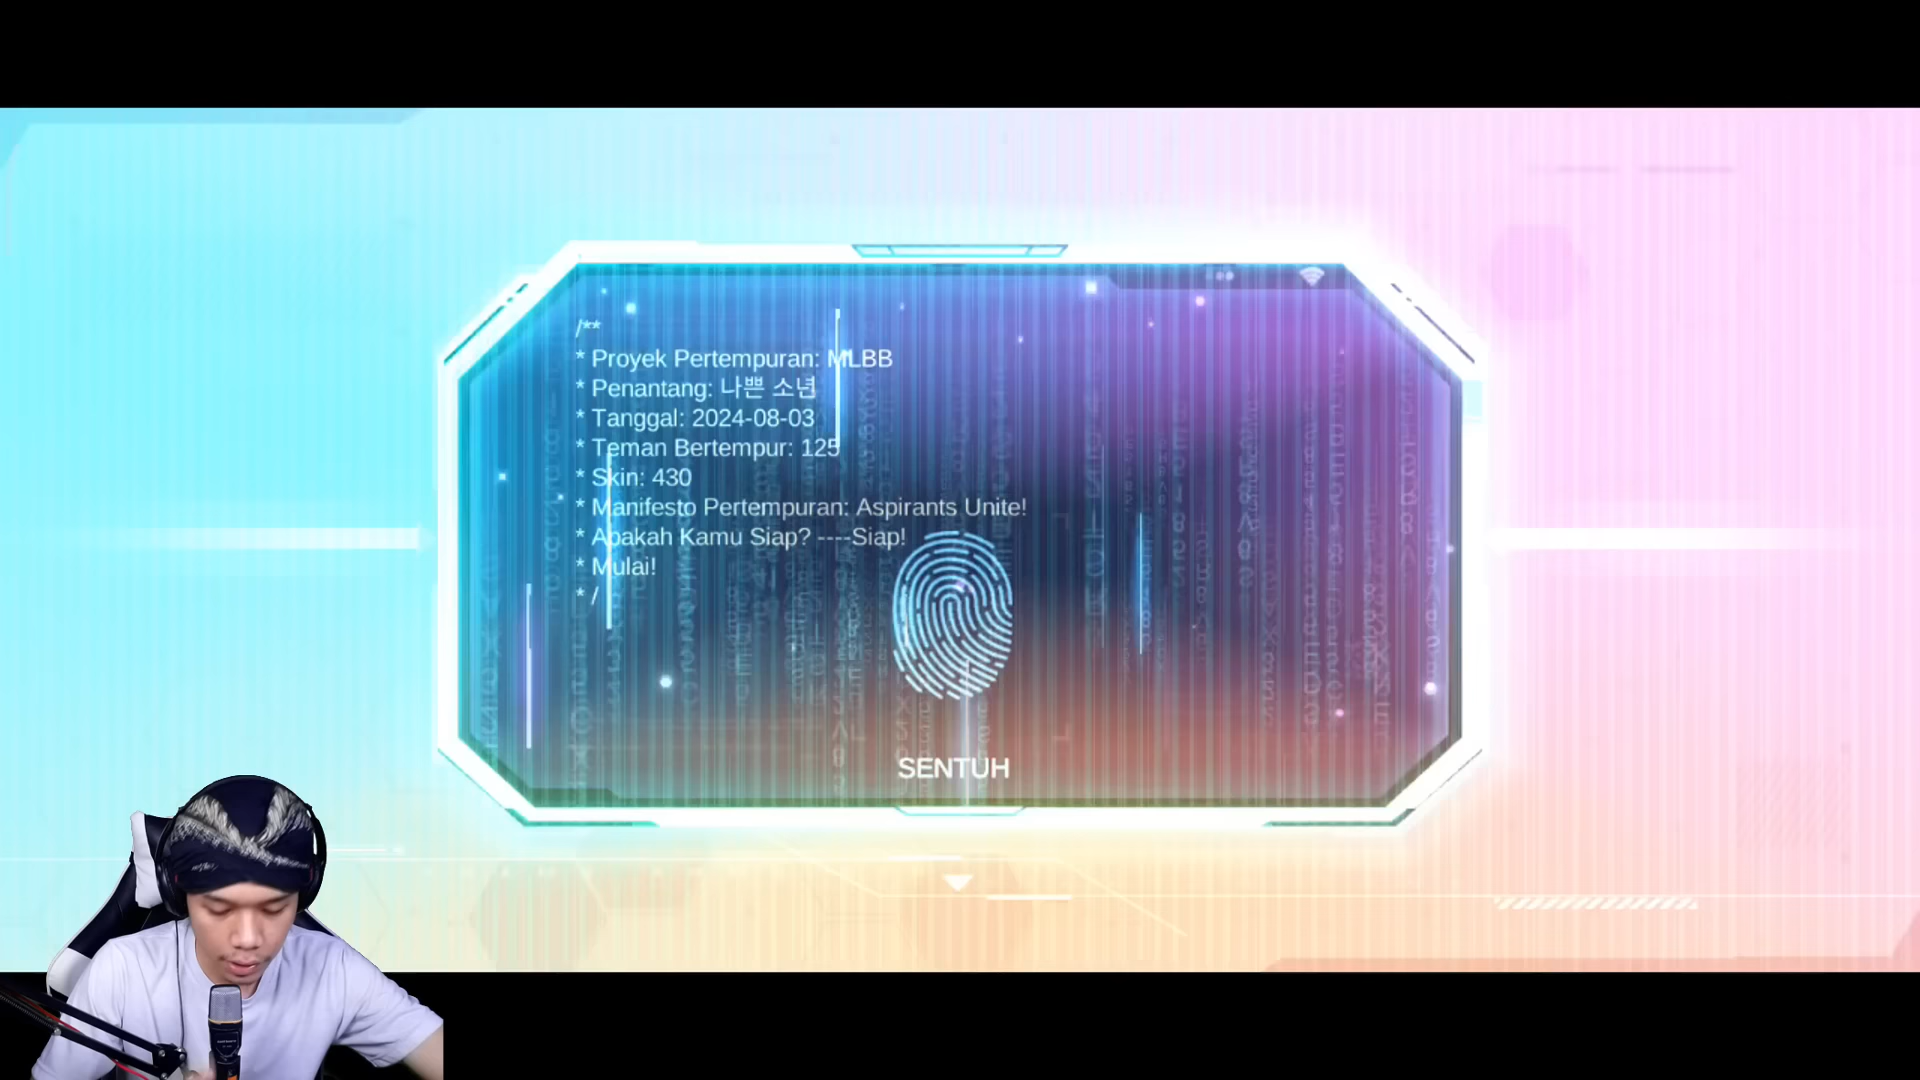 /**
* Proyek Pertempuran: MLBB
* Penantang: 나쁜 소년
* Tanggal: 2024-08-03
* Teman Bertempur: 125
* Skin: 430
* Manifesto Pertempuran: Aspirants Unite!
* Apakah Kamu Siap? ----Siap!
* Mulai!
* /
SENTUH